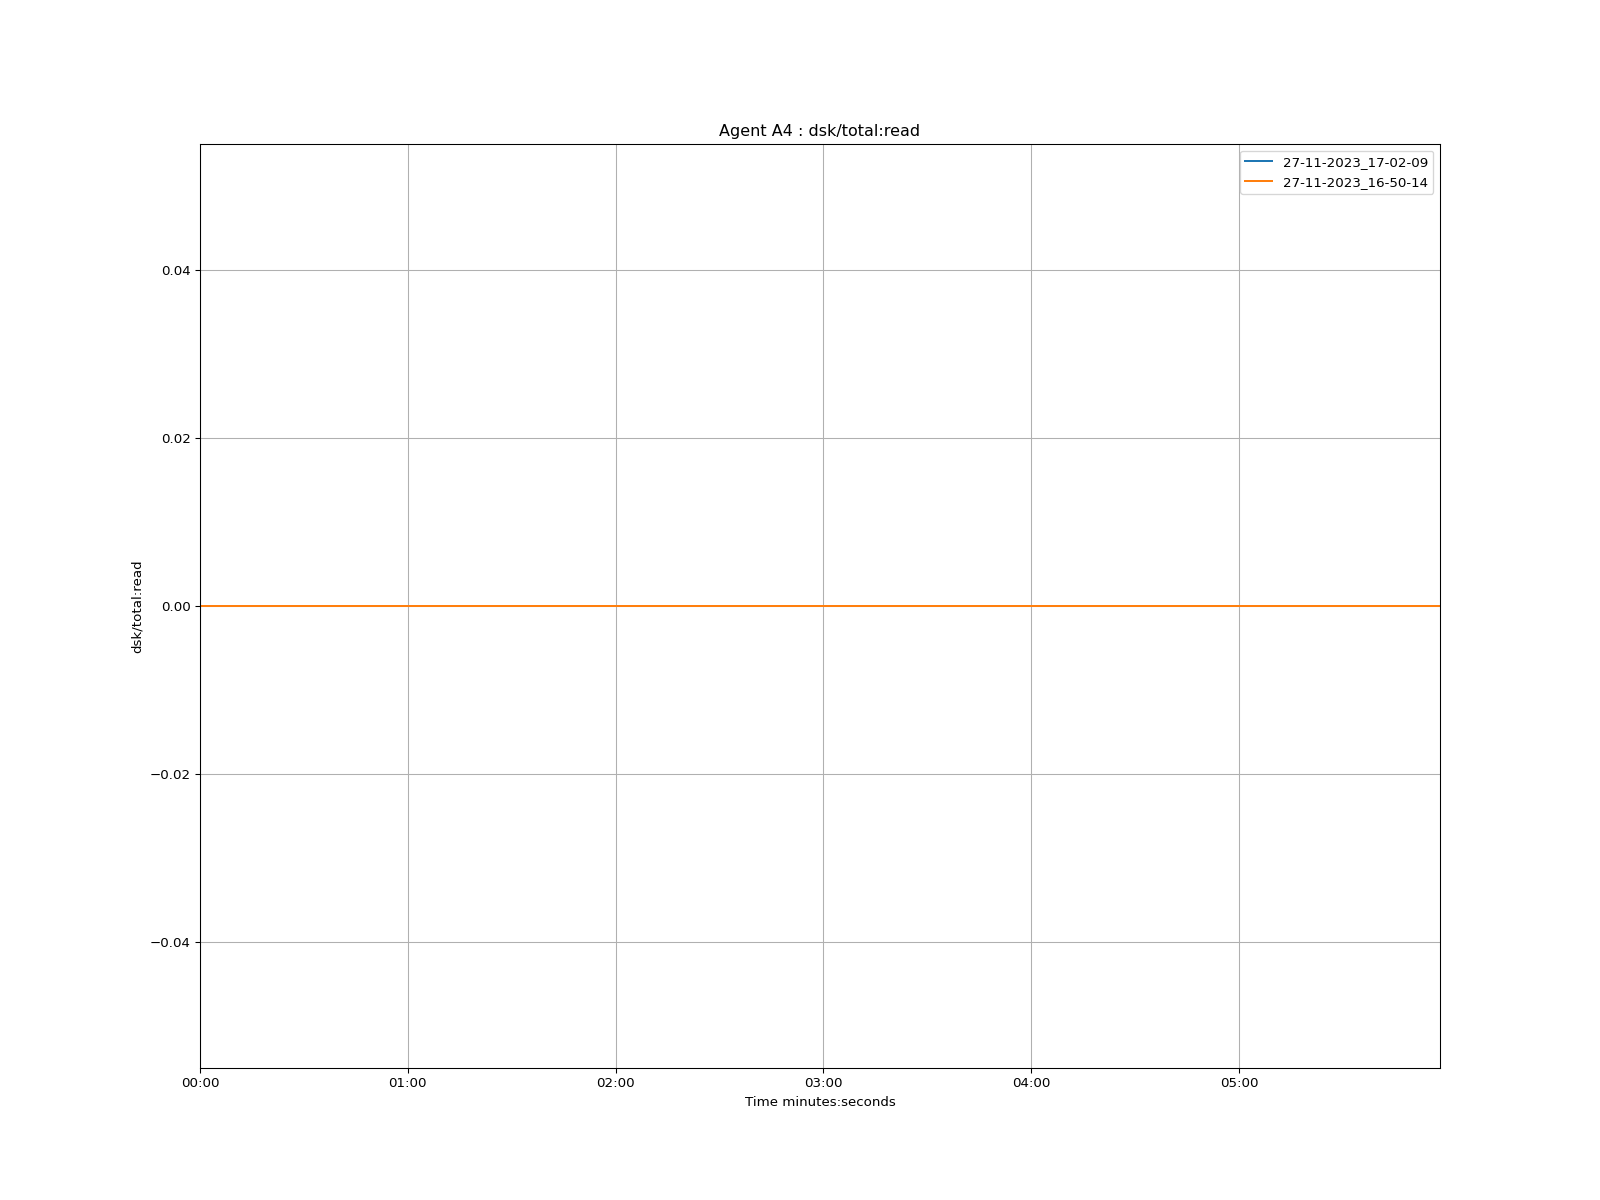 Agent A4 : dsk/total:read
27-11-2023_17-02-09
27-11-2023_16-50-14
0.04
0.02
0.00
−0.02
−0.04
dsk/total:read
00:00 01:00 02:00 03:00 04:00 05:00
Time minutes:seconds